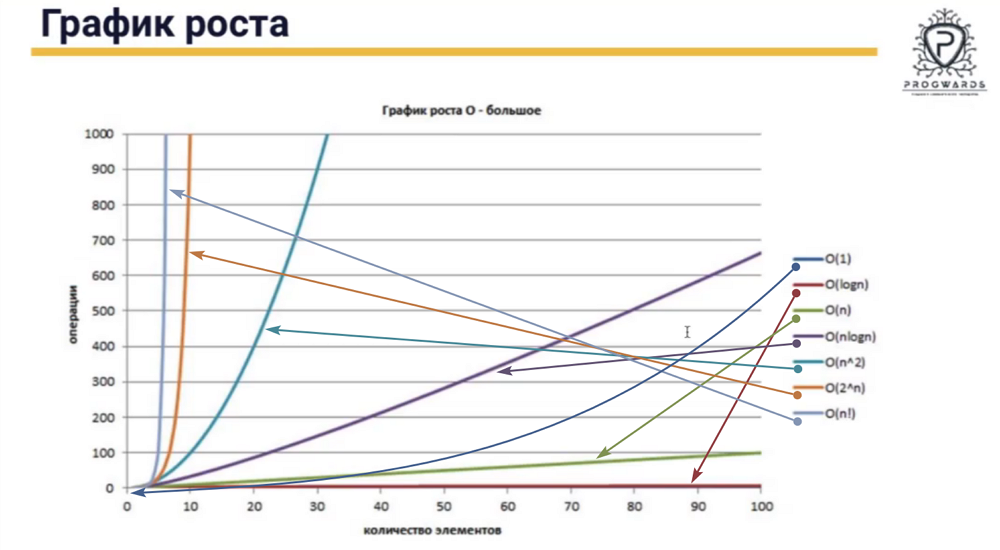 График роста
PROGWARDS
График роста O - большое
операции
1000
900
800
700
600
500
400
300
200
100
0
0 10 20 30 40 50 60 70 80 90 100
количество элементов
O(1)
O(logn)
O(n)
O(nlogn)
O(n^2)
O(2^n)
O(n!)